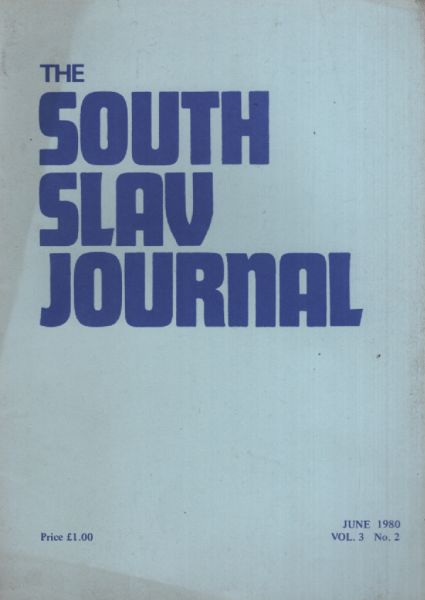 THE
SOUTH
SLAV
JOURNAL
JUNE 1980
Price £1.00
VOL. 3 No. 2